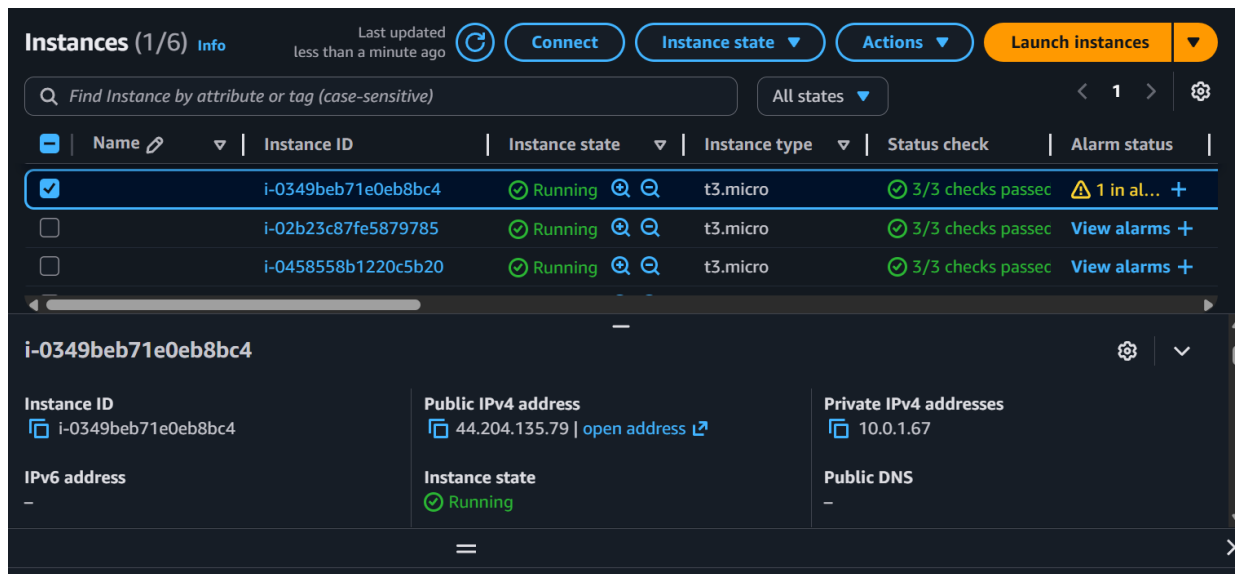 Instances (1/6) Info
Last updated
less than a minute ago
Connect
Instance state
Actions
Launch instances
Find Instance by attribute or tag (case-sensitive)
All states
1
Name Instance ID Instance state Instance type Status check Alarm status
i-0349beb71e0eb8bc4 Running t3.micro 3/3 checks passec 1 in al... +
i-02b23c87fe5879785 Running t3.micro 3/3 checks passec View alarms +
i-0458558b1220c5b20 Running t3.micro 3/3 checks passec View alarms +
i-0349beb71e0eb8bc4
Instance ID Public IPv4 address Private IPv4 addresses
i-0349beb71e0eb8bc4 44.204.135.79 | open address 10.0.1.67
IPv6 address Instance state Public DNS
– Running –